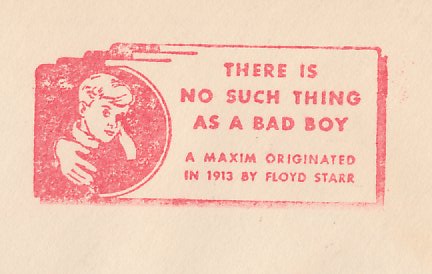 THERE IS
NO SUCH THING
AS A BAD BOY
A MAXIM ORIGINATED
IN 1913 BY FLOYD STARR